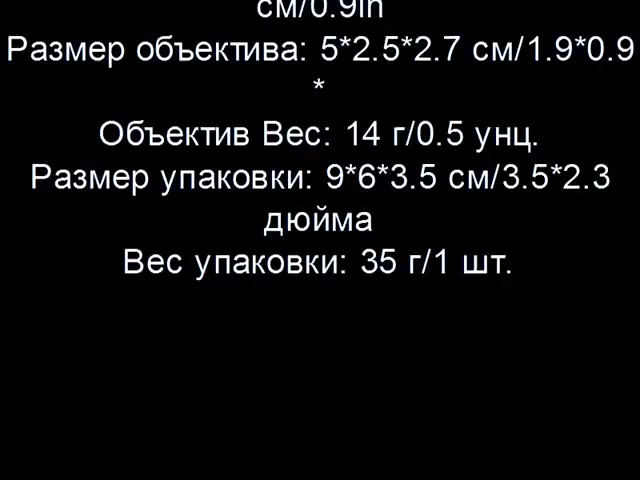 см/0.9in
Размер объектива: 5*2.5*2.7 см/1.9*0.9
*
Объектив Вес: 14 г/0.5 унц.
Размер упаковки: 9*6*3.5 см/3.5*2.3
дюйма
Вес упаковки: 35 г/1 шт.